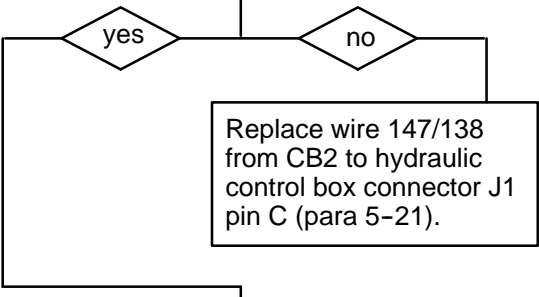 yes
no
Replace wire 147/138
from CB2 to hydraulic
control box connector J1
pin C (para 5-21).